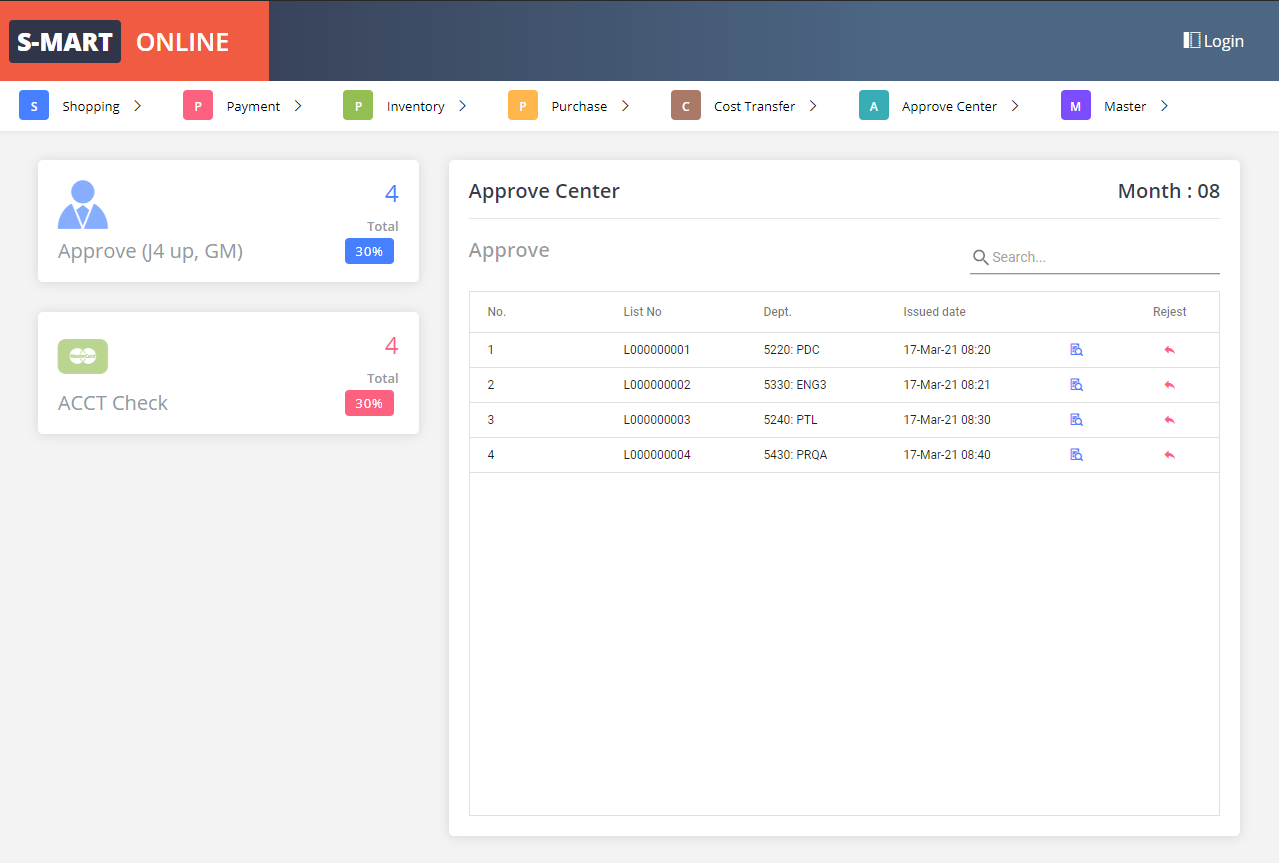 S-MART ONLINE
Login
S Shopping P Payment P Inventory P Purchase C Cost Transfer A Approve Center M Master
4
Total
Approve (J4 up, GM) 30%
4
Total
ACCT Check 30%
Approve Center Month : 08
Approve
Search...
No. List No Dept. Issued date Rejest
1 L000000001 5220: PDC 17-Mar-21 08:20
2 L000000002 5330: ENG3 17-Mar-21 08:21
3 L000000003 5240: PTL 17-Mar-21 08:30
4 L000000004 5430: PRQA 17-Mar-21 08:40